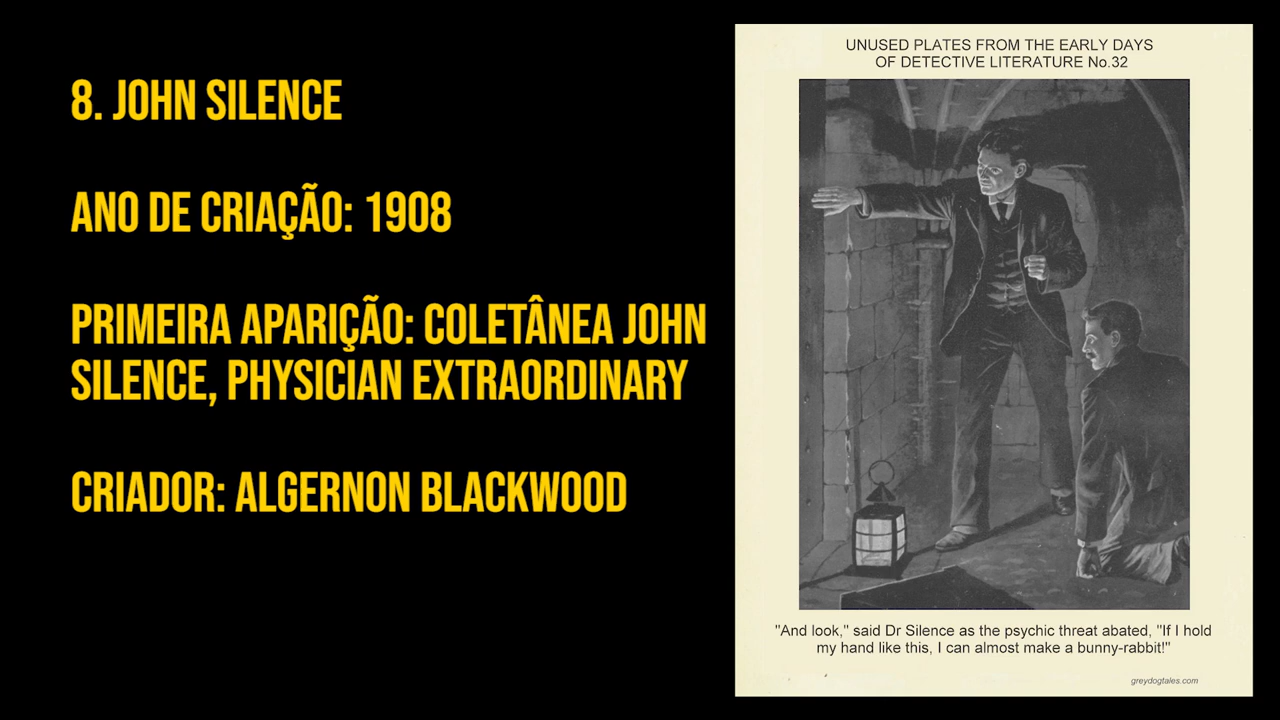 8. JOHN SILENCE
ANO DE CRIAÇÃO: 1908
PRIMEIRA APARIÇÃO: COLETÂNEA JOHN
SILENCE, PHYSICIAN EXTRAORDINARY
CRIADOR: ALGERNON BLACKWOOD
UNUSED PLATES FROM THE EARLY DAYS
OF DETECTIVE LITERATURE No.32
"And look," said Dr Silence as the psychic threat abated, "If I hold
my hand like this, I can almost make a bunny-rabbit!"
greydogtales.com